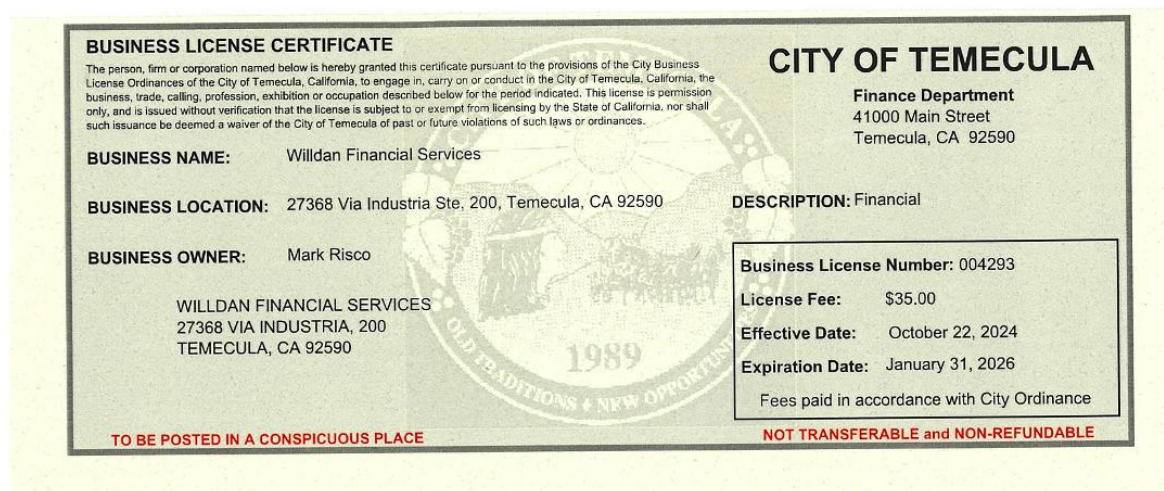 BUSINESS LICENSE CERTIFICATE
The person, firm or corporation named below is hereby granted this certificate pursuant to the provisions of the City Business
License Ordinances of the City of Temecula, California, to engage in, carry on or conduct in the City of Temecula, California, the
business, trade, calling, profession, exhibition or occupation described below for the period indicated. This license is permission
only, and is issued without verification that the license is subject to or exempt from licensing by the State of California, nor shall
such issuance be deemed a waiver of the City of Temecula of past or future violations of such laws or ordinances.
CITY OF TEMECULA
Finance Department
41000 Main Street
Temecula, CA 92590
BUSINESS NAME: Willdan Financial Services
BUSINESS LOCATION: 27368 Via Industria Ste, 200, Temecula, CA 92590
DESCRIPTION: Financial
BUSINESS OWNER: Mark Risco
WILLDAN FINANCIAL SERVICES
27368 VIA INDUSTRIA, 200
TEMECULA, CA 92590
Business License Number: 004293
License Fee: $35.00
Effective Date: October 22, 2024
Expiration Date: January 31, 2026
Fees paid in accordance with City Ordinance
1989
OLD TRADITIONS NEW
TO BE POSTED IN A CONSPICUOUS PLACE
NOT TRANSFERABLE and NON-REFUNDABLE